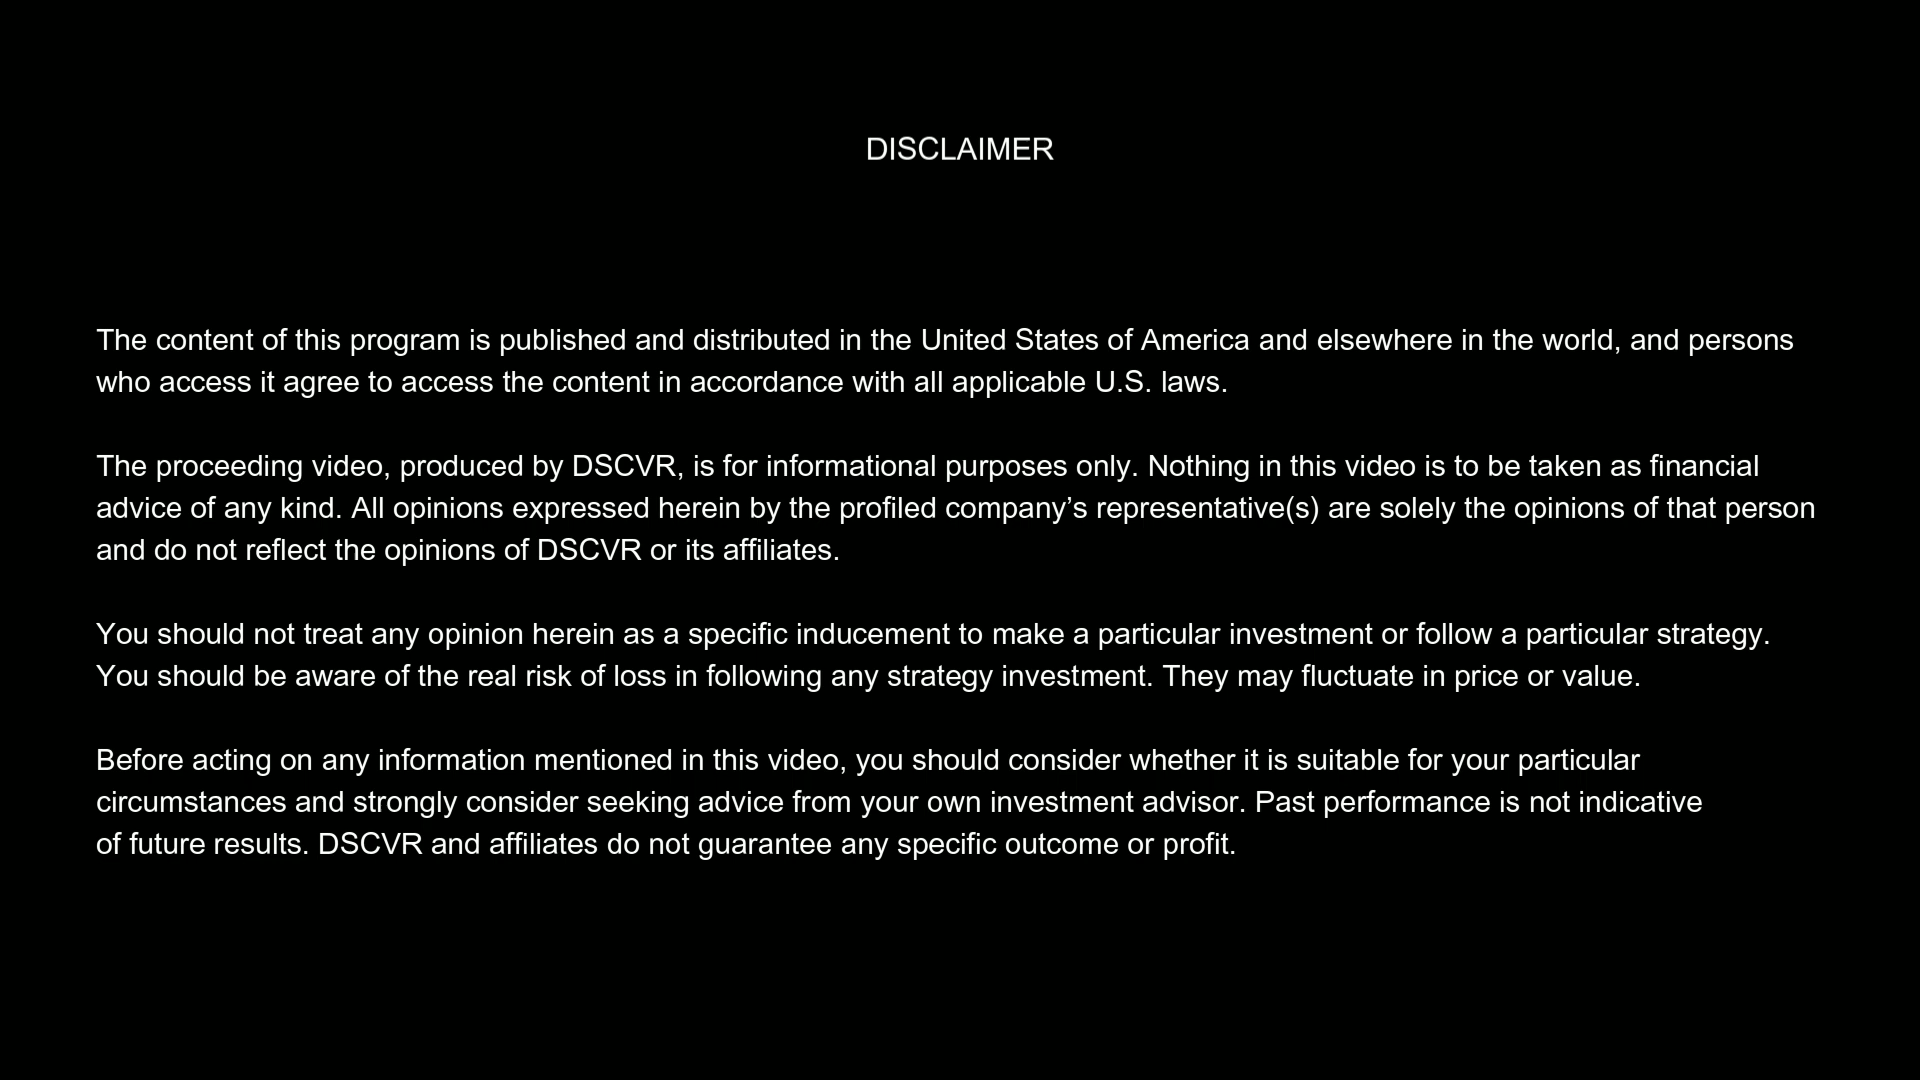 DISCLAIMER
The content of this program is published and distributed in the United States of America and elsewhere in the world, and persons
who access it agree to access the content in accordance with all applicable U.S. laws.
The proceeding video, produced by DSCVR, is for informational purposes only. Nothing in this video is to be taken as financial
advice of any kind. All opinions expressed herein by the profiled company’s representative(s) are solely the opinions of that person
and do not reflect the opinions of DSCVR or its affiliates.
You should not treat any opinion herein as a specific inducement to make a particular investment or follow a particular strategy.
You should be aware of the real risk of loss in following any strategy investment. They may fluctuate in price or value.
Before acting on any information mentioned in this video, you should consider whether it is suitable for your particular
circumstances and strongly consider seeking advice from your own investment advisor. Past performance is not indicative
of future results. DSCVR and affiliates do not guarantee any specific outcome or profit.